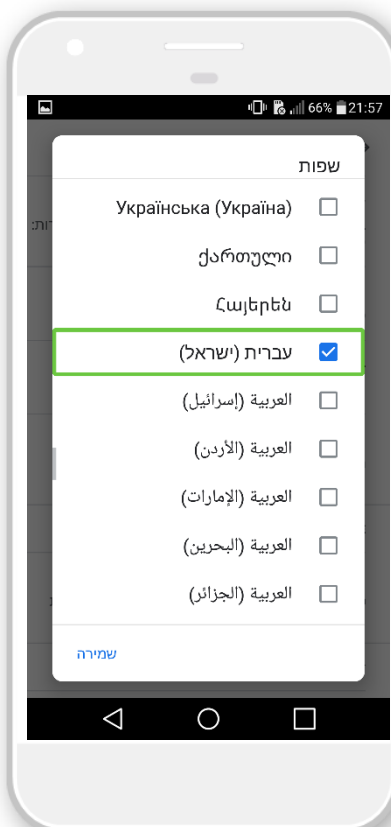 66% 21:57
שפות
Українська (Україна)
ქართული
Հայերեն
עברית (ישראל)
العربية (إسرائيل)
العربية (الأردن)
العربية (الإمارات)
العربية (البحرين)
العربية (الجزائر)
שמירה